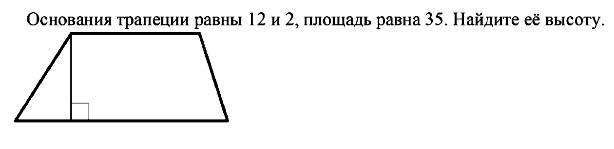 Основания трапеции равны 12 и 2, площадь равна 35. Найдите её высоту.